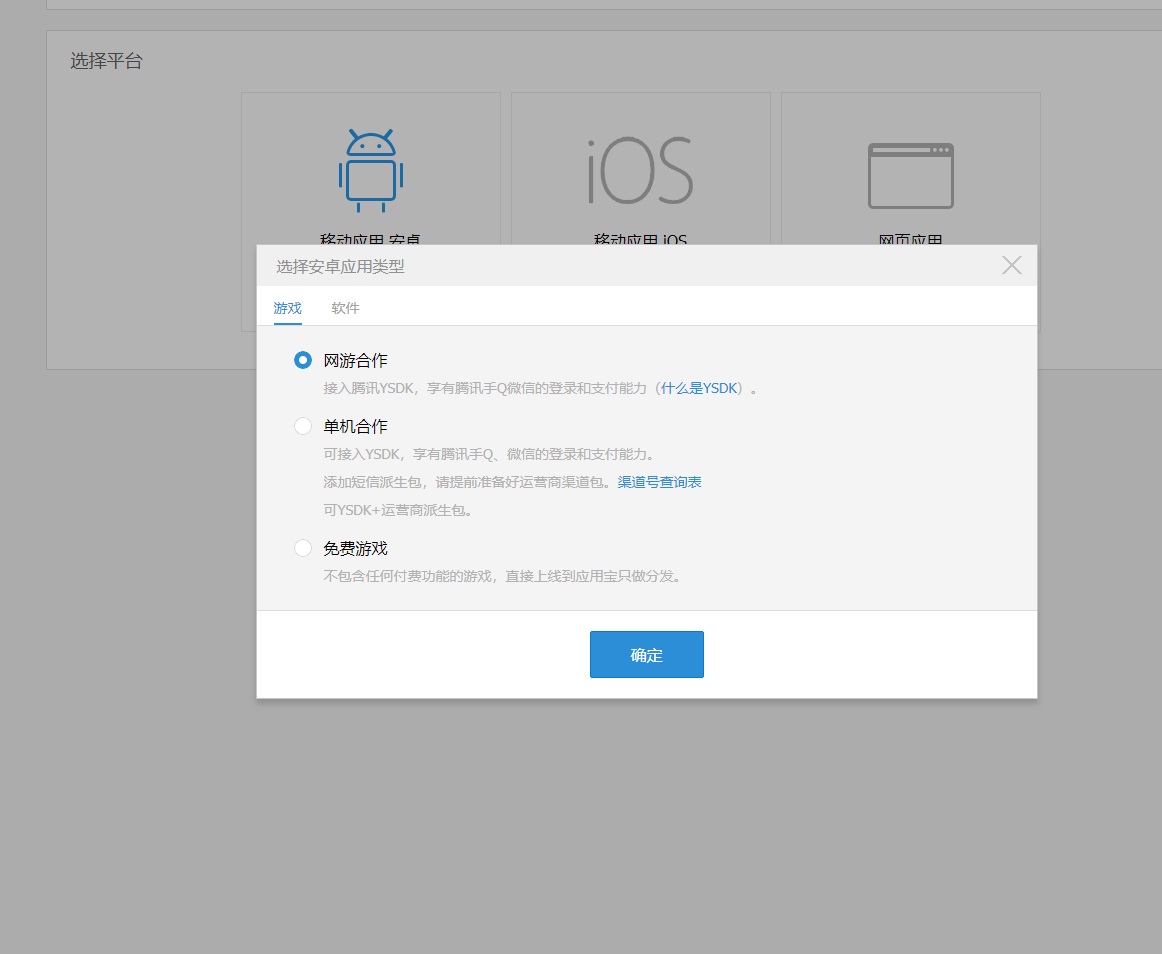 选择平台
iOS
移动应用 安卓
移动应用 iOS
网页应用
选择安卓应用类型
游戏
软件
网游合作
接入腾讯YSDK，享有腾讯手Q微信的登录和支付能力（什么是YSDK）。
单机合作
可接入YSDK，享有腾讯手Q、微信的登录和支付能力。
添加短信派生包，请提前准备好运营商渠道包。渠道号查询表
可YSDK+运营商派生包。
免费游戏
不包含任何付费功能的游戏，直接上线到应用宝只做分发。
确定